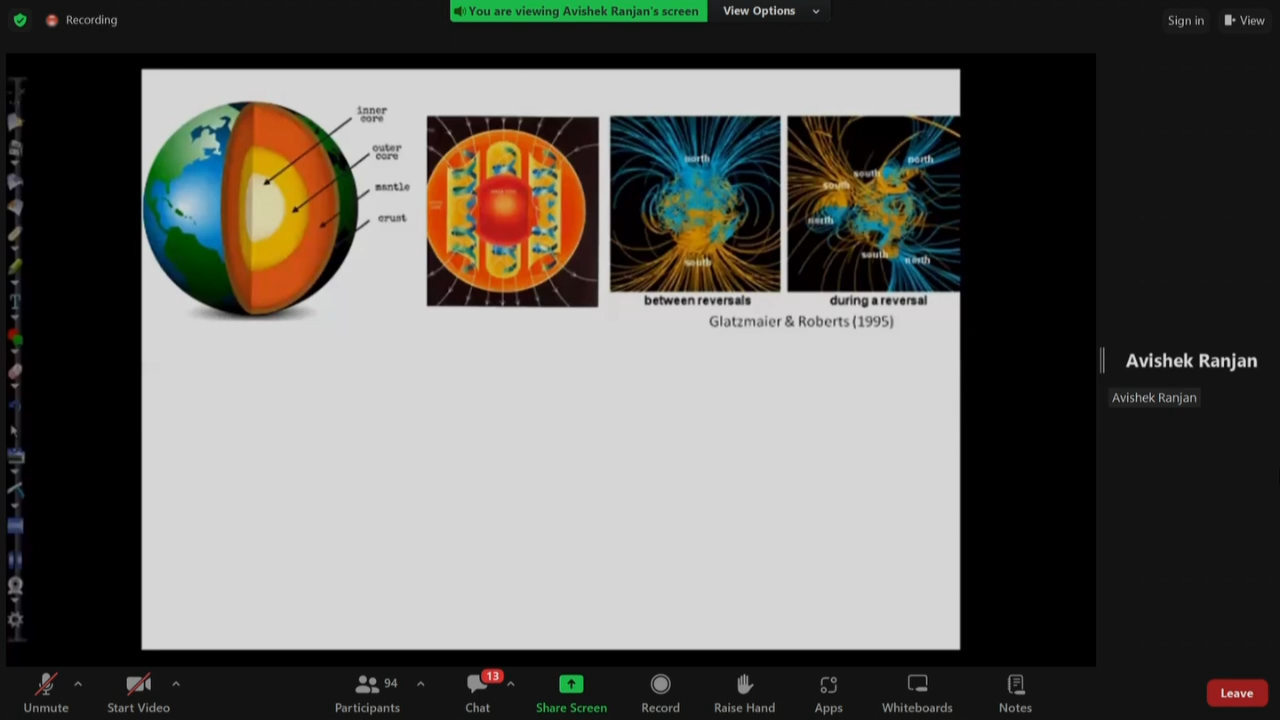 You are viewing Avishek Ranjan's screen
View Options
Recording
Sign in
View
inner
core
outer
core
mantle
crust
north
south
between reversals
north
south
south
north
south
north
during a reversal
Glatzmaier & Roberts (1995)
Avishek Ranjan
Avishek Ranjan
Unmute
Start Video
94
Participants
13
Chat
Share Screen
Record
Raise Hand
Apps
Whiteboards
Notes
Leave